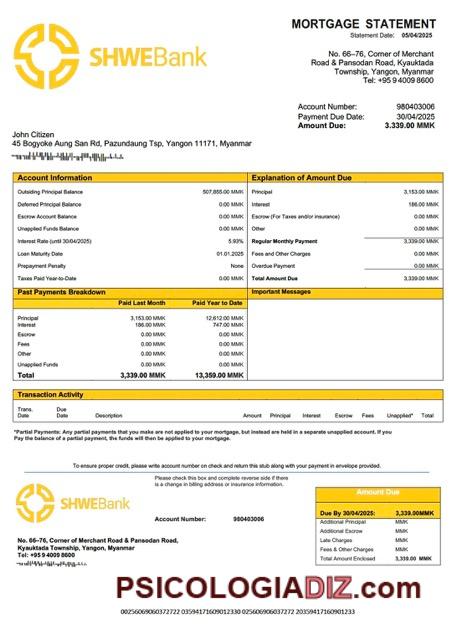 MORTGAGE STATEMENT
Statement Date: 05/04/2025
SHWEBank
No. 66–76, Corner of Merchant
Road & Pansodan Road, Kyauktada
Township, Yangon, Myanmar
Tel: +95 9 4009 8600
Account Number: 980403006
Payment Due Date: 30/04/2025
Amount Due: 3.339.00 MMK
John Citizen
45 Bogyoke Aung San Rd, Pazundaung Tsp, Yangon 11171, Myanmar
Account Information
Outsiding Principal Balance 507,855.00 MMK
Deferred Principal Balance 0.00 MMK
Escrow Account Balance 0.00 MMK
Unapplied Funds Balance 0.00 MMK
Interest Rate (until 30/04/2025) 5.93%
Loan Maturity Date 01.01.2025
Prepayment Penalty None
Taxes Paid Year-to-Date 0.00 MMK
Explanation of Amount Due
Principal 3,153.00 MMK
Interest 186.00 MMK
Escrow (For Taxes and/or insurance) 0.00 MMK
Other 0.00 MMK
Regular Monthly Payment 3,339.00 MMK
Fees and Other Charges 0.00 MMK
Overdue Payment 0.00 MMK
Total Amount Due 3,339.00 MMK
Past Payments Breakdown
Paid Last Month Paid Year to Date
Principal 3,153.00 MMK 12,612.00 MMK
Interest 186.00 MMK 747.00 MMK
Escrow 0.00 MMK 0.00 MMK
Fees 0.00 MMK 0.00 MMK
Other 0.00 MMK 0.00 MMK
Unapplied Funds 0.00 MMK 0.00 MMK
Total 3,339.00 MMK 13,359.00 MMK
Important Messages
Transaction Activity
Trans. Date Due Date Description Amount Principal Interest Escrow Fees Unapplied* Total
*Partial Payments: Any partial payments that you make are not applied to your mortgage, but instead are held in a separate unapplied account. If you
Pay the balance of a partial payment, the funds will then be applied to your mortgage.
To ensure proper credit, please write account number on check and return this stub along with your payment in envelope provided.
Please check this box and complete reverse side if there
is a change in billing address or insurance information.
SHWEBank
Account Number: 980403006
No. 66–76, Corner of Merchant Road & Pansodan Road,
Kyauktada Township, Yangon, Myanmar
Tel: +95 9 4009 8600
Amount Due
Due By 30/04/2025: 3,339.00MMK
Additional Principal MMK
Additional Escrow MMK
Late Charges MMK
Fees & Other Charges MMK
Total Amount Enclosed 3,339.00 MMK
PSICOLOGIADIZ.com
00256069060372722 20359417160901233​0 0256069060372722 20359417160901233